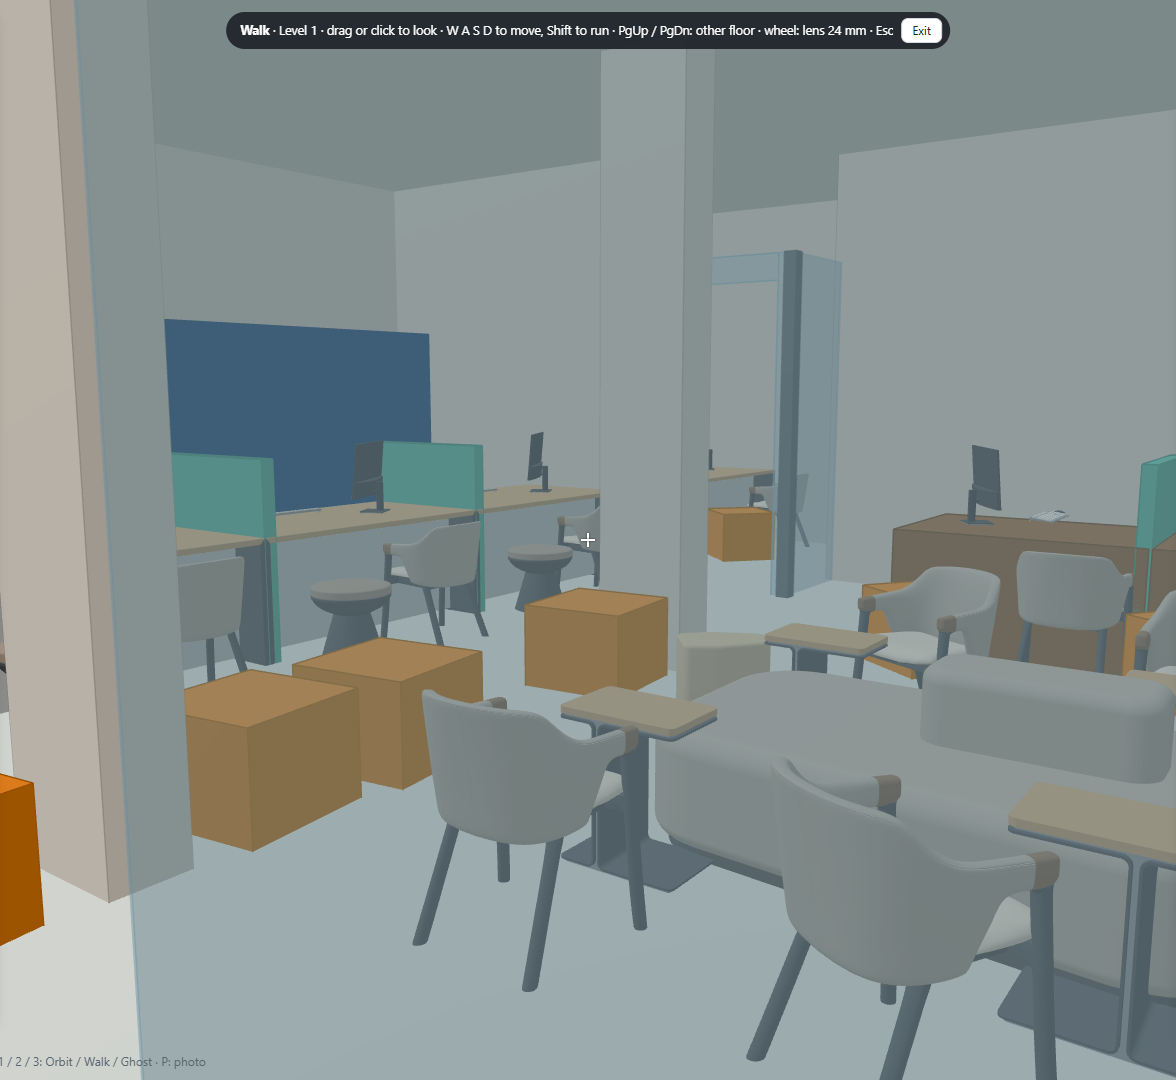 Walk · Level 1 · drag or click to look · W A S D to move, Shift to run · PgUp / PgDn: other floor · wheel: lens 24 mm · Esc
Exit
1 / 2 / 3: Orbit / Walk / Ghost · P: photo